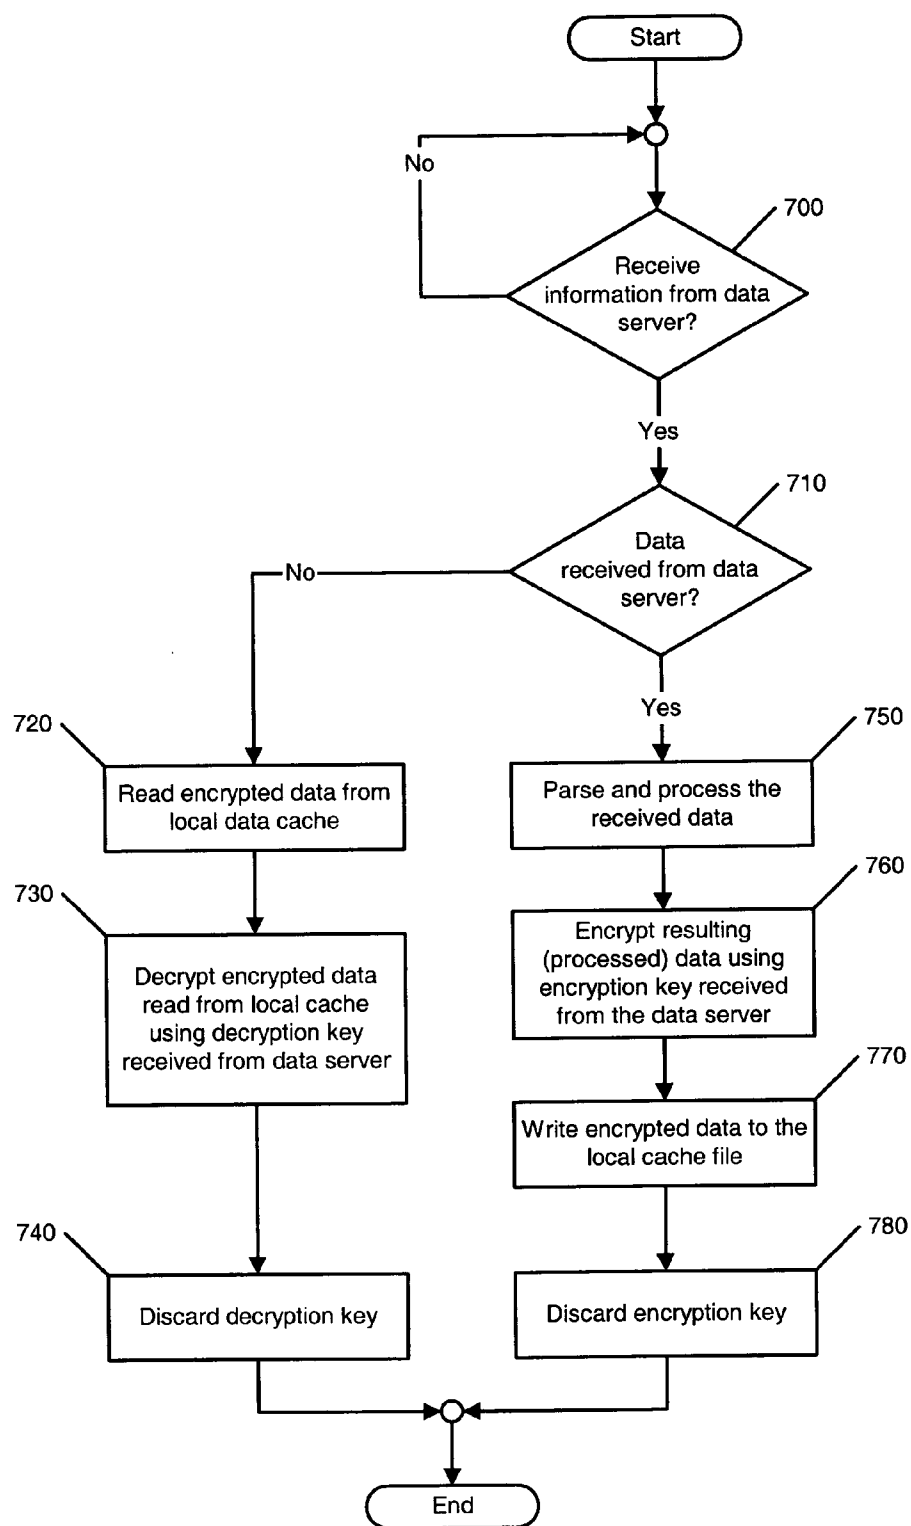 Start
No
700
Receive
information from data
server?
Yes
710
Data
received from data
server?
No
Yes
720
Read encrypted data from
local data cache
750
Parse and process the
received data
730
Decrypt encrypted data
read from local cache
using decryption key
received from data server
760
Encrypt resulting
(processed) data using
encryption key received
from the data server
770
Write encrypted data to the
local cache file
740
Discard decryption key
780
Discard encryption key
End